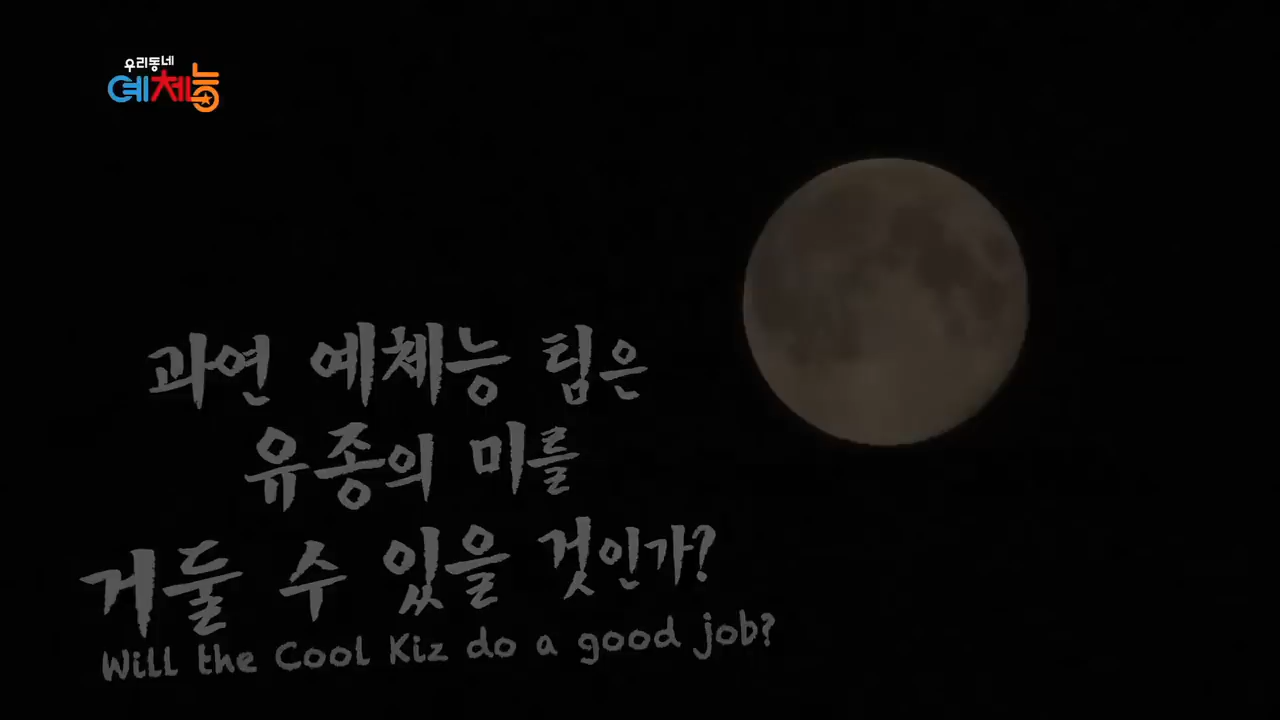 우리동네
예체능
과연 예체능 팀은
유종의 미를
거둘 수 있을 것인가?
Will the Cool Kiz do a good job?